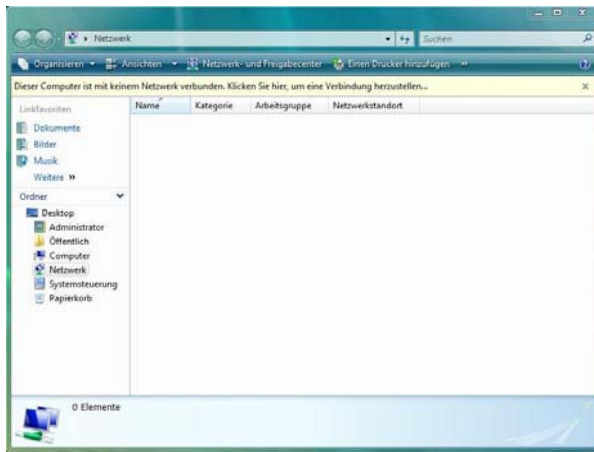 Netzwerk
Suchen
Organisieren Ansichten Netzwerk- und Freigabecenter Einen Drucker hinzufügen »
Dieser Computer ist mit keinem Netzwerk verbunden. Klicken Sie hier, um eine Verbindung herzustellen...
Linkfavoriten
Dokumente
Bilder
Musik
Weitere »
Ordner
Desktop
Administrator
Öffentlich
Computer
Netzwerk
Systemsteuerung
Papierkorb
Name Kategorie Arbeitsgruppe Netzwerkstandort
0 Elemente